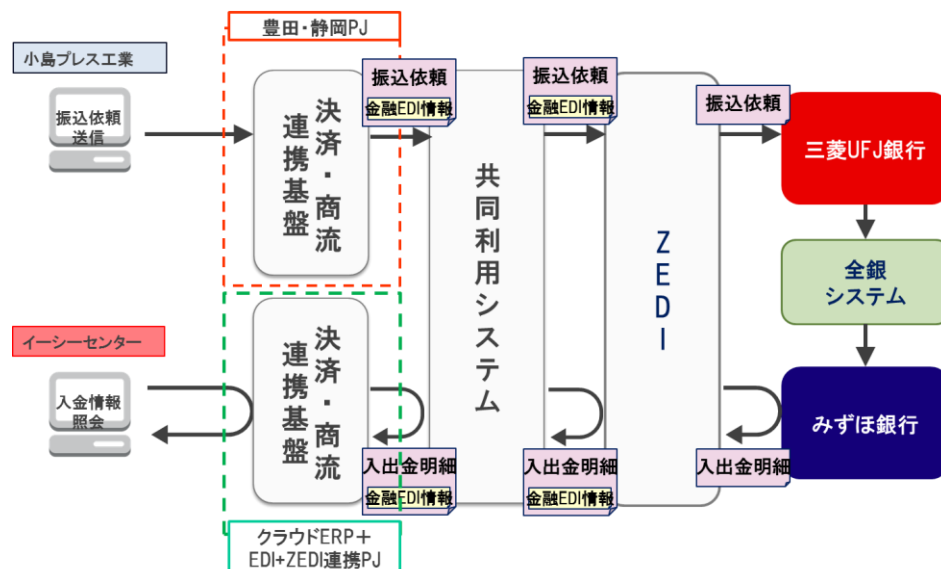 豊田・静岡PJ
小島プレス工業
振込依頼
送信
決済・商流
連携基盤
振込依頼
金融EDI情報
共同利用システム
振込依頼
金融EDI情報
ZEDI
振込依頼
三菱UFJ銀行
全銀
システム
イーシーセンター
入金情報
照会
決済・商流
連携基盤
入出金明細
金融EDI情報
入出金明細
金融EDI情報
入出金明細
みずほ銀行
クラウドERP+
EDI+ZEDI連携PJ